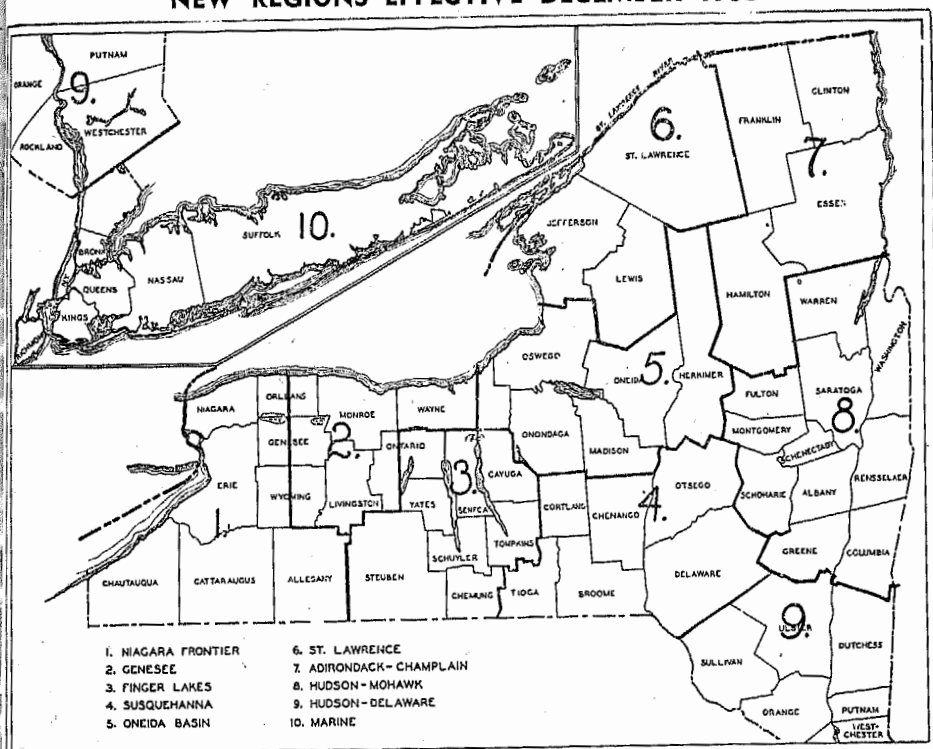 NEW REGIONS EFFECTIVE DECEMBER
PUTNAM
ORANGE
9.
WESTCHESTER
ROCKLAND
BRONX
QUEENS
NASSAU
KINGS
RICHMOND
SUFFOLK
10.
ST. LAWRENCE RIVER
6.
ST. LAWRENCE
FRANKLIN
CLINTON
7.
ESSEX
JEFFERSON
LEWIS
HAMILTON
WARREN
WASHINGTON
OSWEGO
ONEIDA
5.
HERKIMER
FULTON
SARATOGA
MONTGOMERY
8.
SCHENECTADY
NIAGARA
ORLEANS
MONROE
WAYNE
GENESEE
2.
ONTARIO
ONONDAGA
MADISON
CAYUGA
3.
OTSEGO
SCHOHARIE
ALBANY
RENSSELAER
ERIE
WYOMING
LIVINGSTON
YATES
SENECA
CORTLAND
CHENANGO
4.
1.
TOMPKINS
SCHUYLER
GREENE
COLUMBIA
CHAUTAUQUA
CATTARAUGUS
ALLEGANY
STEUBEN
CHEMUNG
TIOGA
BROOME
DELAWARE
9.
ULSTER
DUTCHESS
SULLIVAN
ORANGE
PUTNAM
WEST-
CHESTER
1. NIAGARA FRONTIER
2. GENESEE
3. FINGER LAKES
4. SUSQUEHANNA
5. ONEIDA BASIN
6. ST. LAWRENCE
7. ADIRONDACK-CHAMPLAIN
8. HUDSON-MOHAWK
9. HUDSON-DELAWARE
10. MARINE